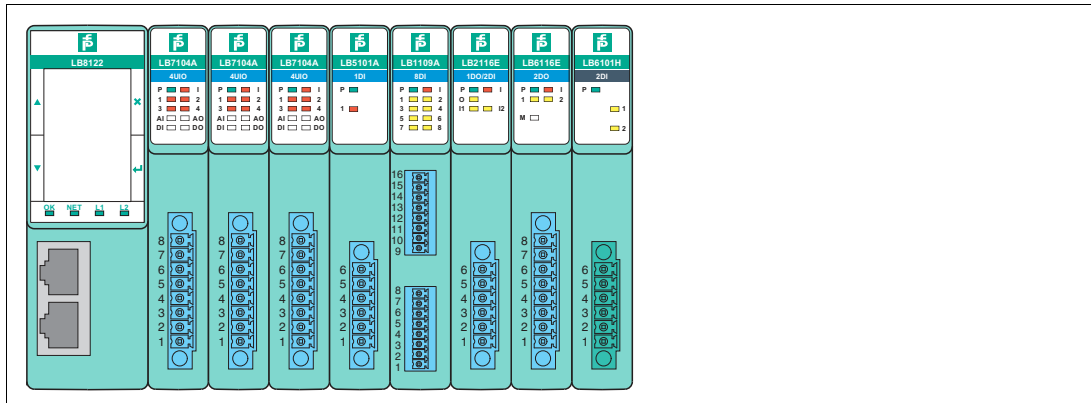 LB8122
OK NET L1 L2
LB7104A
4UIO
P I
1 2
3 4
AI AO
DI DO
8
7
6
5
4
3
2
1
LB7104A
4UIO
P I
1 2
3 4
AI AO
DI DO
8
7
6
5
4
3
2
1
LB7104A
4UIO
P I
1 2
3 4
AI AO
DI DO
8
7
6
5
4
3
2
1
LB5101A
1DI
P
1
6
5
4
3
2
1
LB1109A
8DI
P I
1 2
3 4
5 6
7 8
16
15
14
13
12
11
10
9
8
7
6
5
4
3
2
1
LB2116E
1DO/2DI
P I
O
I1 I2
6
5
4
3
2
1
LB6116E
2DO
P I
1 2
M
8
7
6
5
4
3
2
1
LB6101H
2DI
P
1
2
6
5
4
3
2
1